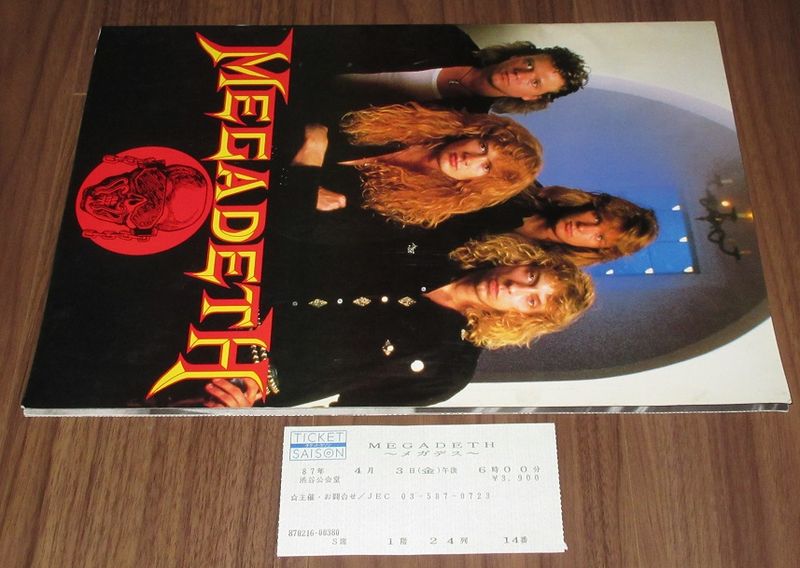 MEGADETH
TICKET
SAISON
MEGADETH
～メガデス～
87年 4月 3日(金)午後 6時00分
渋谷公会堂 ¥3,900
☆主催・お問合せ/JEC 03-587-0723
870216-00380
S席 1階 24列 14番